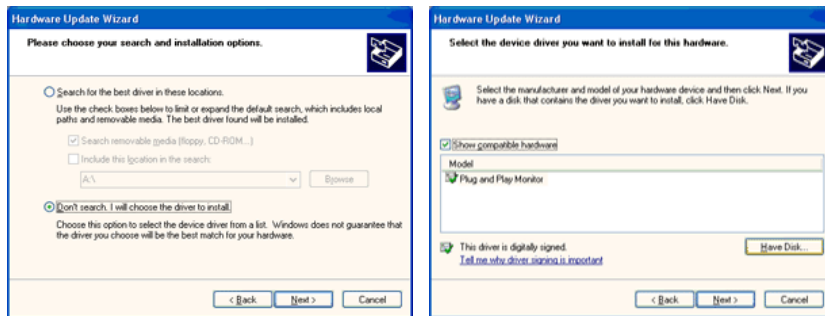 Hardware Update Wizard
Please choose your search and installation options.
Search for the best driver in these locations.
Use the check boxes below to limit or expand the default search, which includes local
paths and removable media. The best driver found will be installed.
Search removable media (floppy, CD-ROM...)
Include this location in the search:
A:\
Browse
Don't search. I will choose the driver to install.
Choose this option to select the device driver from a list. Windows does not guarantee that
the driver you choose will be the best match for your hardware.
< Back
Next >
Cancel
Hardware Update Wizard
Select the device driver you want to install for this hardware.
Select the manufacturer and model of your hardware device and then click Next. If you
have a disk that contains the driver you want to install, click Have Disk.
Show compatible hardware
Model
Plug and Play Monitor
This driver is digitally signed.
Tell me why driver signing is important
Have Disk...
< Back
Next >
Cancel